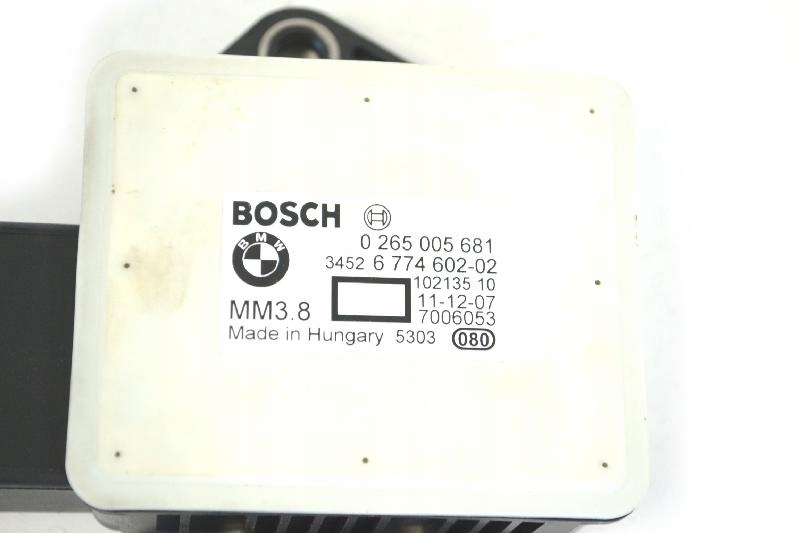 BOSCH
BMW
0 265 005 681
3452 6 774 602-02
102135 10
11-12-07
MM3.8
7006053
Made in Hungary 5303 080